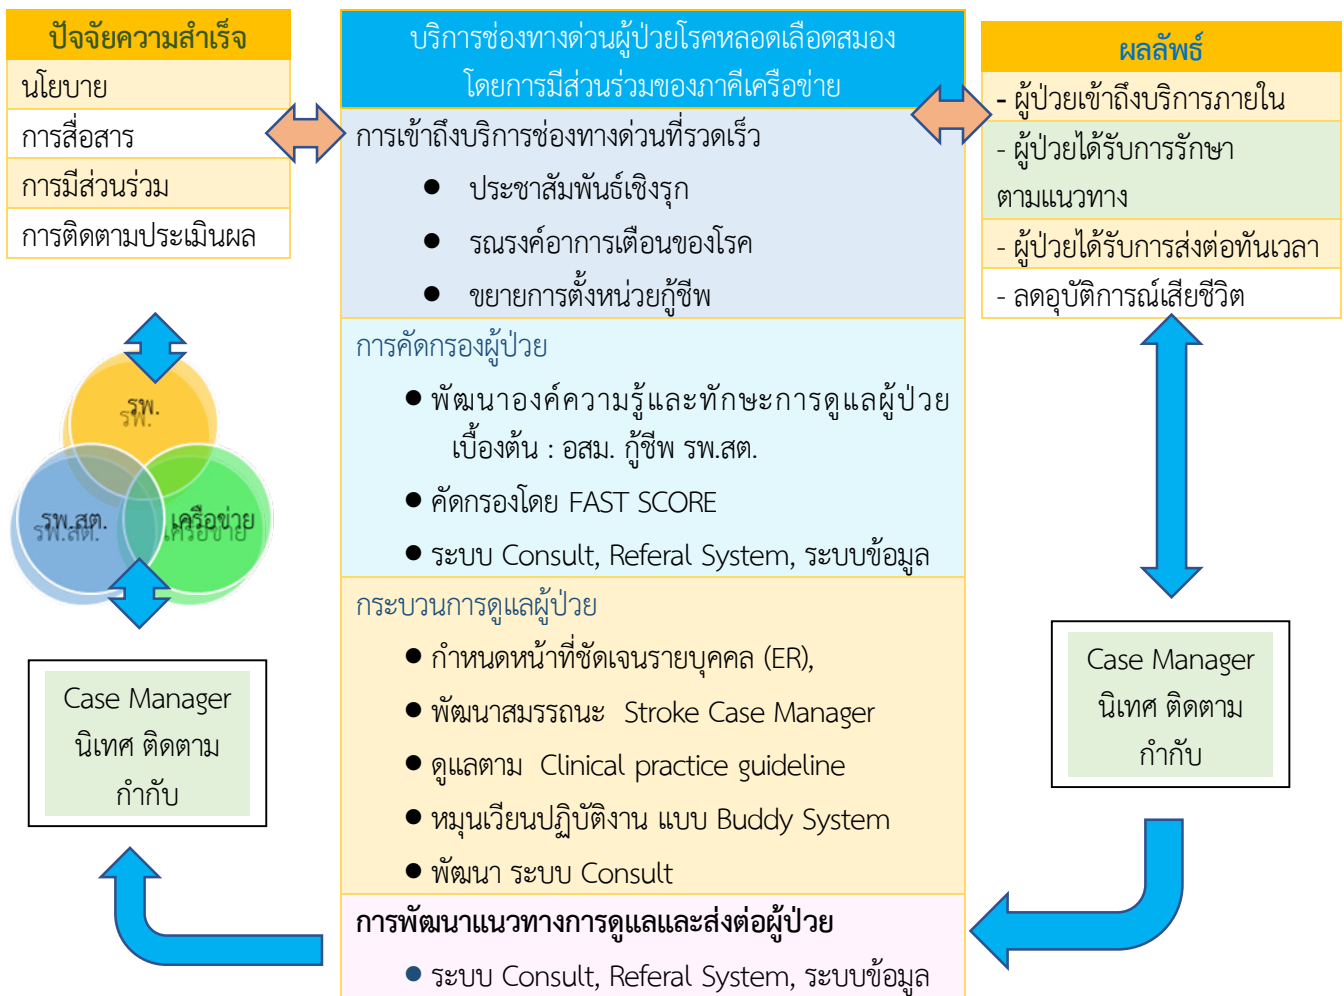 ปัจจัยความสำเร็จ
นโยบาย
การสื่อสาร
การมีส่วนร่วม
การติดตามประเมินผล
รพ.
รพ.สต.
เครือข่าย
Case Manager
นิเทศ ติดตาม
กำกับ
บริการช่องทางด่วนผู้ป่วยโรคหลอดเลือดสมอง
โดยการมีส่วนร่วมของภาคีเครือข่าย
การเข้าถึงบริการช่องทางด่วนที่รวดเร็ว
● ประชาสัมพันธ์เชิงรุก
● รณรงค์อาการเตือนของโรค
● ขยายการตั้งหน่วยกู้ชีพ
การคัดกรองผู้ป่วย
● พัฒนาองค์ความรู้และทักษะการดูแลผู้ป่วย
เบื้องต้น : อสม. กู้ชีพ รพ.สต.
● คัดกรองโดย FAST SCORE
● ระบบ Consult, Referal System, ระบบข้อมูล
กระบวนการดูแลผู้ป่วย
● กำหนดหน้าที่ชัดเจนรายบุคคล (ER),
● พัฒนาสมรรถนะ Stroke Case Manager
● ดูแลตาม Clinical practice guideline
● หมุนเวียนปฏิบัติงาน แบบ Buddy System
● พัฒนา ระบบ Consult
การพัฒนาแนวทางการดูแลและส่งต่อผู้ป่วย
● ระบบ Consult, Referal System, ระบบข้อมูล
ผลลัพธ์
- ผู้ป่วยเข้าถึงบริการภายใน
- ผู้ป่วยได้รับการรักษา
ตามแนวทาง
- ผู้ป่วยได้รับการส่งต่อทันเวลา
- ลดอุบัติการณ์เสียชีวิต
Case Manager
นิเทศ ติดตาม
กำกับ